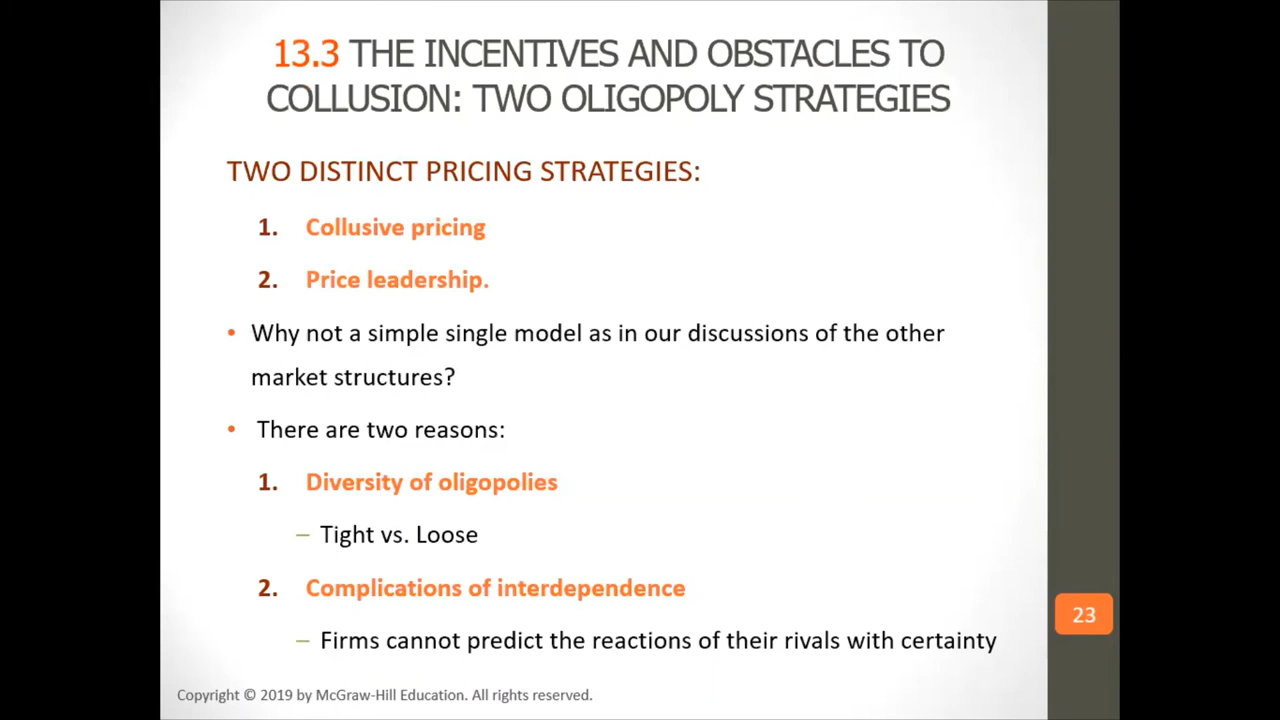 13.3 THE INCENTIVES AND OBSTACLES TO
COLLUSION: TWO OLIGOPOLY STRATEGIES
TWO DISTINCT PRICING STRATEGIES:
1. Collusive pricing
2. Price leadership.
• Why not a simple single model as in our discussions of the other
market structures?
• There are two reasons:
1. Diversity of oligopolies
– Tight vs. Loose
2. Complications of interdependence
– Firms cannot predict the reactions of their rivals with certainty
23
Copyright © 2019 by McGraw-Hill Education. All rights reserved.